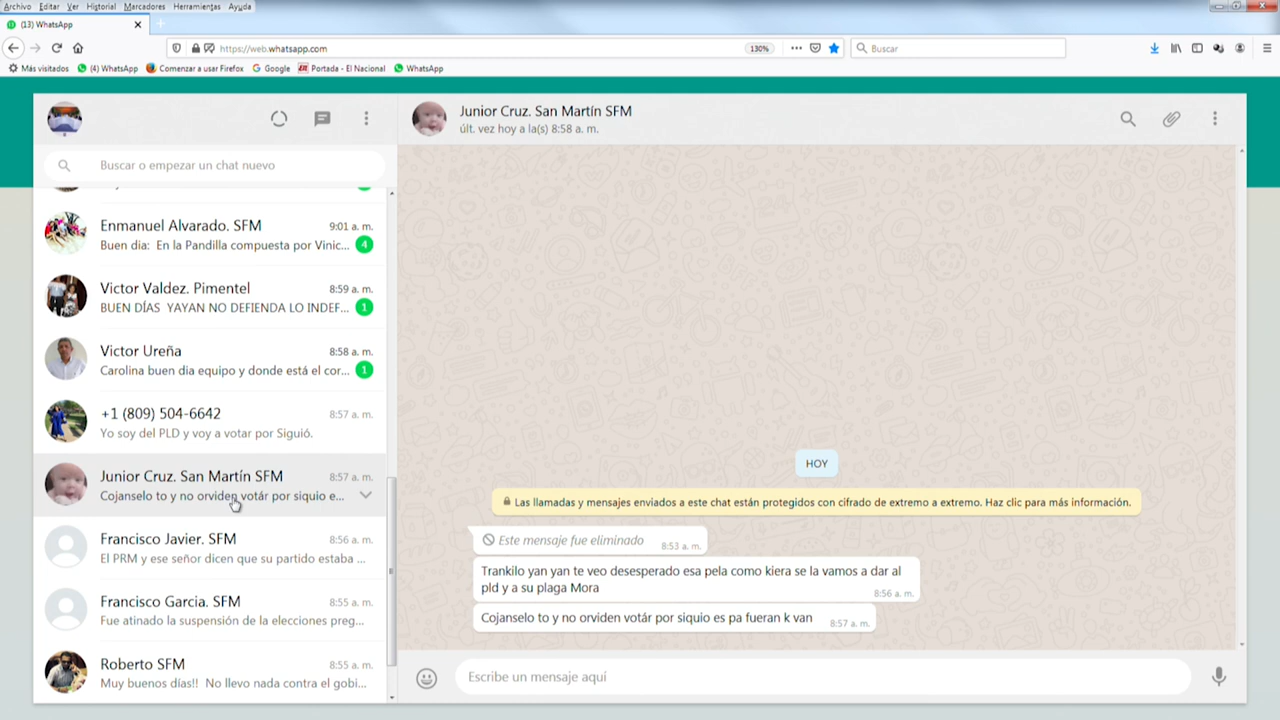 Archivo Editar Ver Historial Marcadores Herramientas Ayuda
(13) WhatsApp
https://web.whatsapp.com
130%
Buscar
Más visitados (4) WhatsApp Comenzar a usar Firefox Google Portada - El Nacional WhatsApp
Buscar o empezar un chat nuevo
Enmanuel Alvarado. SFM 9:01 a. m.
Buen dia: En la Pandilla compuesta por Vinic... 4
Victor Valdez. Pimentel 8:59 a. m.
BUEN DÍAS YAYAN NO DEFIENDA LO INDEF... 1
Victor Ureña 8:58 a. m.
Carolina buen dia equipo y donde está el cor... 1
+1 (809) 504-6642 8:57 a. m.
Yo soy del PLD y voy a votar por Siguió.
Junior Cruz. San Martín SFM 8:57 a. m.
Cojanselo to y no orviden votár por siquio e...
Francisco Javier. SFM 8:56 a. m.
El PRM y ese señor dicen que su partido estaba ...
Francisco Garcia. SFM 8:55 a. m.
Fue atinado la suspensión de la elecciones preg...
Roberto SFM 8:55 a. m.
Muy buenos días!! No llevo nada contra el gobi...
Junior Cruz. San Martín SFM
últ. vez hoy a la(s) 8:58 a. m.
HOY
Las llamadas y mensajes enviados a este chat están protegidos con cifrado de extremo a extremo. Haz clic para más información.
Este mensaje fue eliminado 8:53 a. m.
Trankilo yan yan te veo desesperado esa pela como kiera se la vamos a dar al
pld y a su plaga Mora 8:56 a. m.
Cojanselo to y no orviden votár por siquio es pa fueran k van 8:57 a. m.
Escribe un mensaje aquí